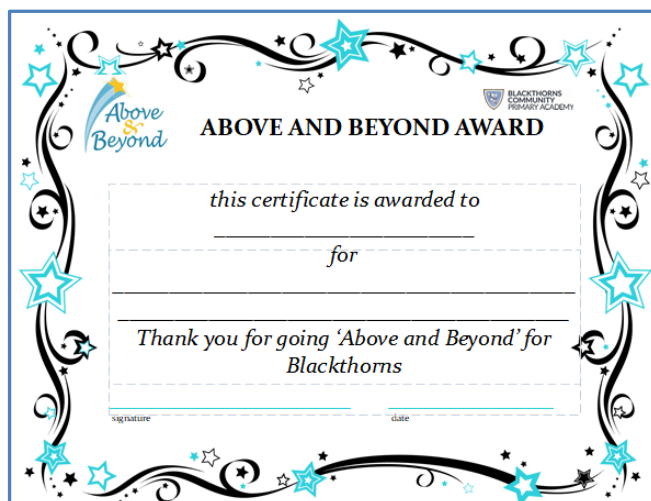 Above
&
Beyond
BLACKTHORNS
COMMUNITY
PRIMARY ACADEMY
ABOVE AND BEYOND AWARD
this certificate is awarded to
for
Thank you for going ‘Above and Beyond’ for
Blackthorns
signature
date